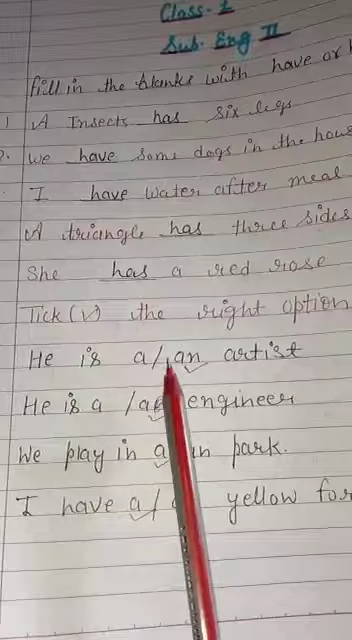 Class-1
Sub. Eng II
fill in the blanks with have or
1 A Insects has six legs
2. We have some dogs in the hous
I have water after meal
A triangle has three sides
She has a red rose
Tick (✓) the right option
He is a/an artist
He is a /an engineer
We play in a park.
I have a/ yellow